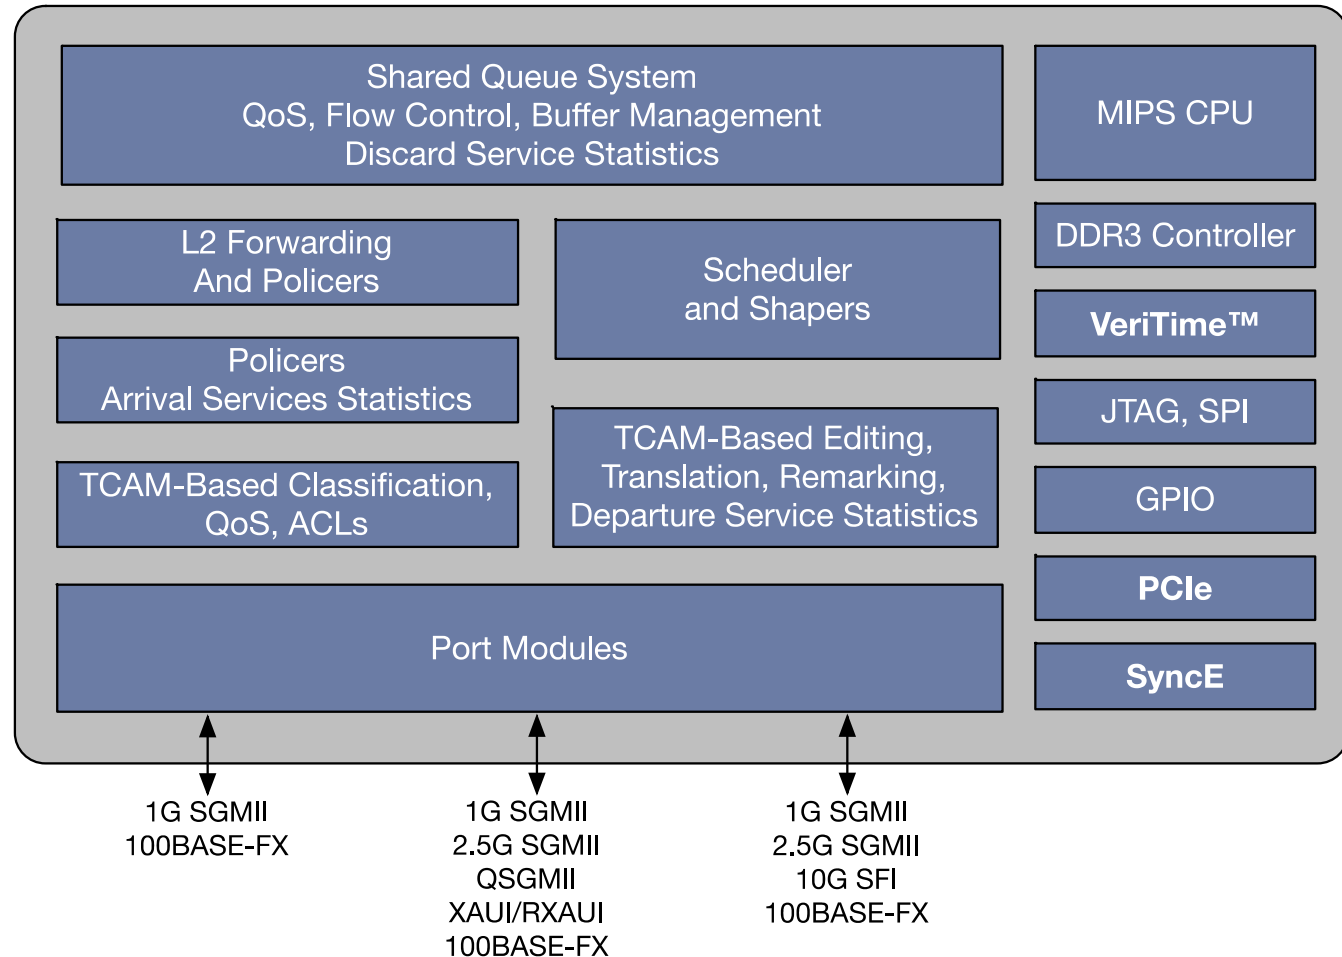 Shared Queue System
QoS, Flow Control, Buffer Management
Discard Service Statistics
MIPS CPU
L2 Forwarding
And Policers
Scheduler
and Shapers
DDR3 Controller
VeriTime™
Policers
Arrival Services Statistics
JTAG, SPI
TCAM-Based Classification,
QoS, ACLs
TCAM-Based Editing,
Translation, Remarking,
Departure Service Statistics
GPIO
PCIe
Port Modules
SyncE
1G SGMII
100BASE-FX
1G SGMII
2.5G SGMII
QSGMII
XAUI/RXAUI
100BASE-FX
1G SGMII
2.5G SGMII
10G SFI
100BASE-FX